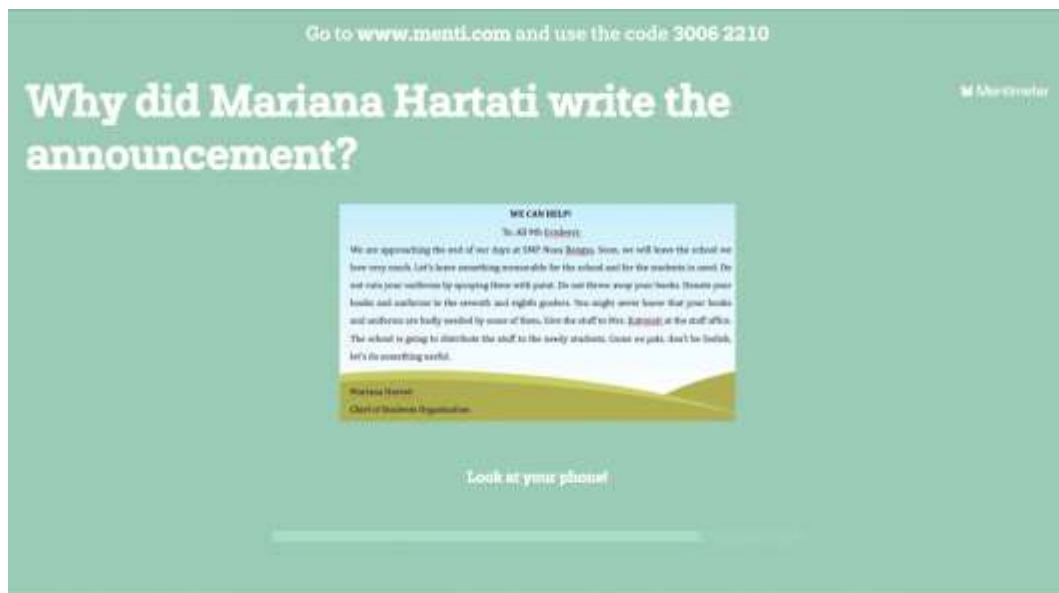 Go to www.menti.com and use the code 3006 2210
Why did Mariana Hartati write the
announcement?
Mentimeter
WE CAN HELP!
To: All 9th Graders
We are approaching the end of our days at SMP Nusa Bangsa. Soon, we will leave the school we
love very much. Let's leave something memorable for the school and for the students in need. Do
not ruin your uniforms by spraying them with paint. Do not throw away your books. Donate your
books and uniforms to the seventh and eighth graders. You might never know that your books
and uniforms are badly needed by some of them. Give the stuff to Mrs. at the staff office.
The school is going to distribute the stuff to the needy students. Come on pals, don't be foolish,
let's do something useful.
Mariana Hartati
Chief of Students Organization
Look at your phone!